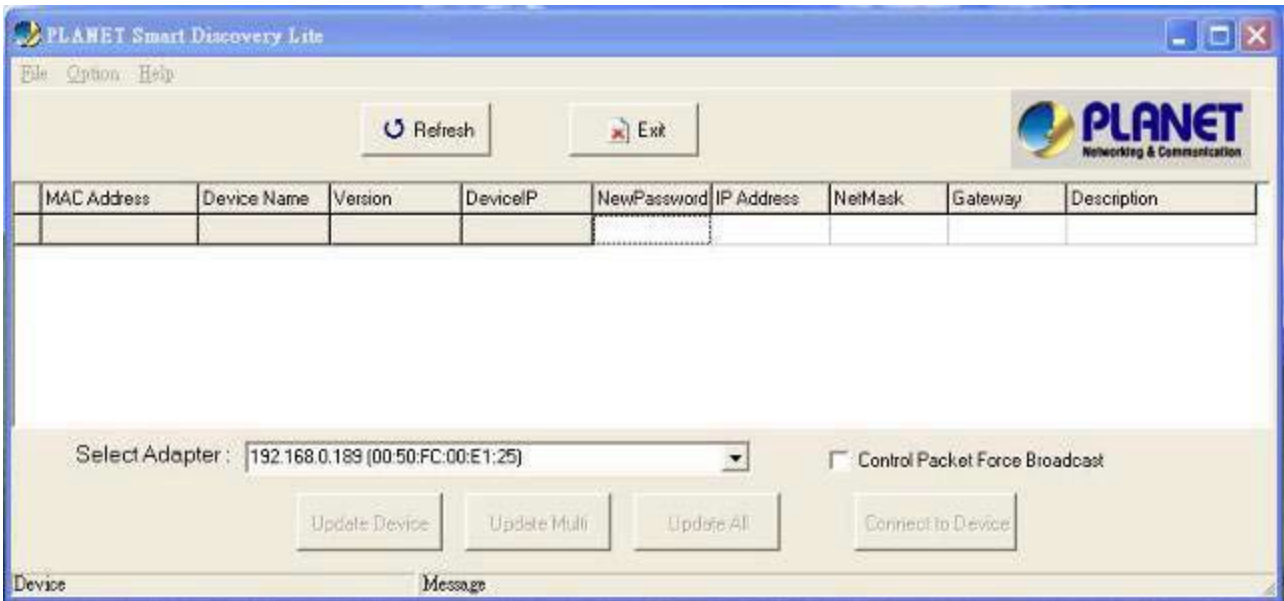 PLANET Smart Discovery Lite
File Option Help
Refresh Exit
PLANET
Networking & Communication
MAC Address Device Name Version DeviceIP NewPassword IP Address NetMask Gateway Description
Select Adapter : 192.168.0.189 (00:50:FC:00:E1:25) Control Packet Force Broadcast
Update Device Update Multi Update All Connect to Device
Device Message